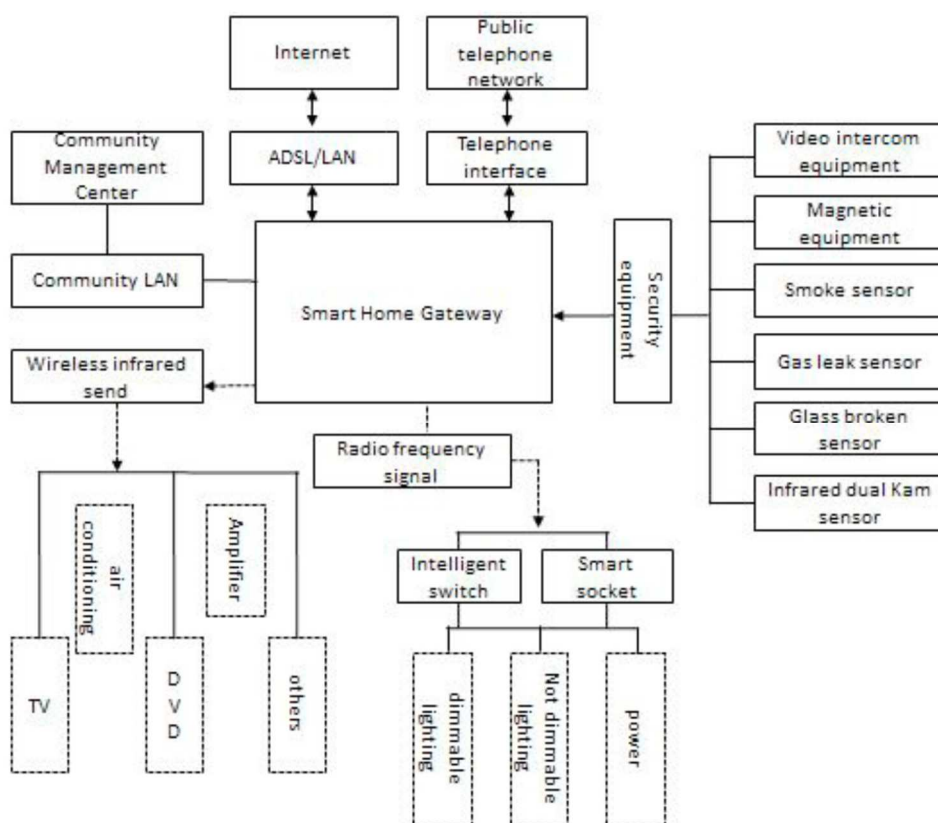 Internet
Public
telephone
network
Community
Management
Center
ADSL/LAN
Telephone
interface
Video intercom
equipment
Magnetic
equipment
Community LAN
Smart Home Gateway
Security
equipment
Smoke sensor
Wireless infrared
send
Gas leak sensor
Glass broken
sensor
Radio frequency
signal
Infrared dual Kam
sensor
air
conditioning
Amplifier
Intelligent
switch
Smart
socket
TV
D
V
D
others
dimmable
lighting
Not dimmable
lighting
power